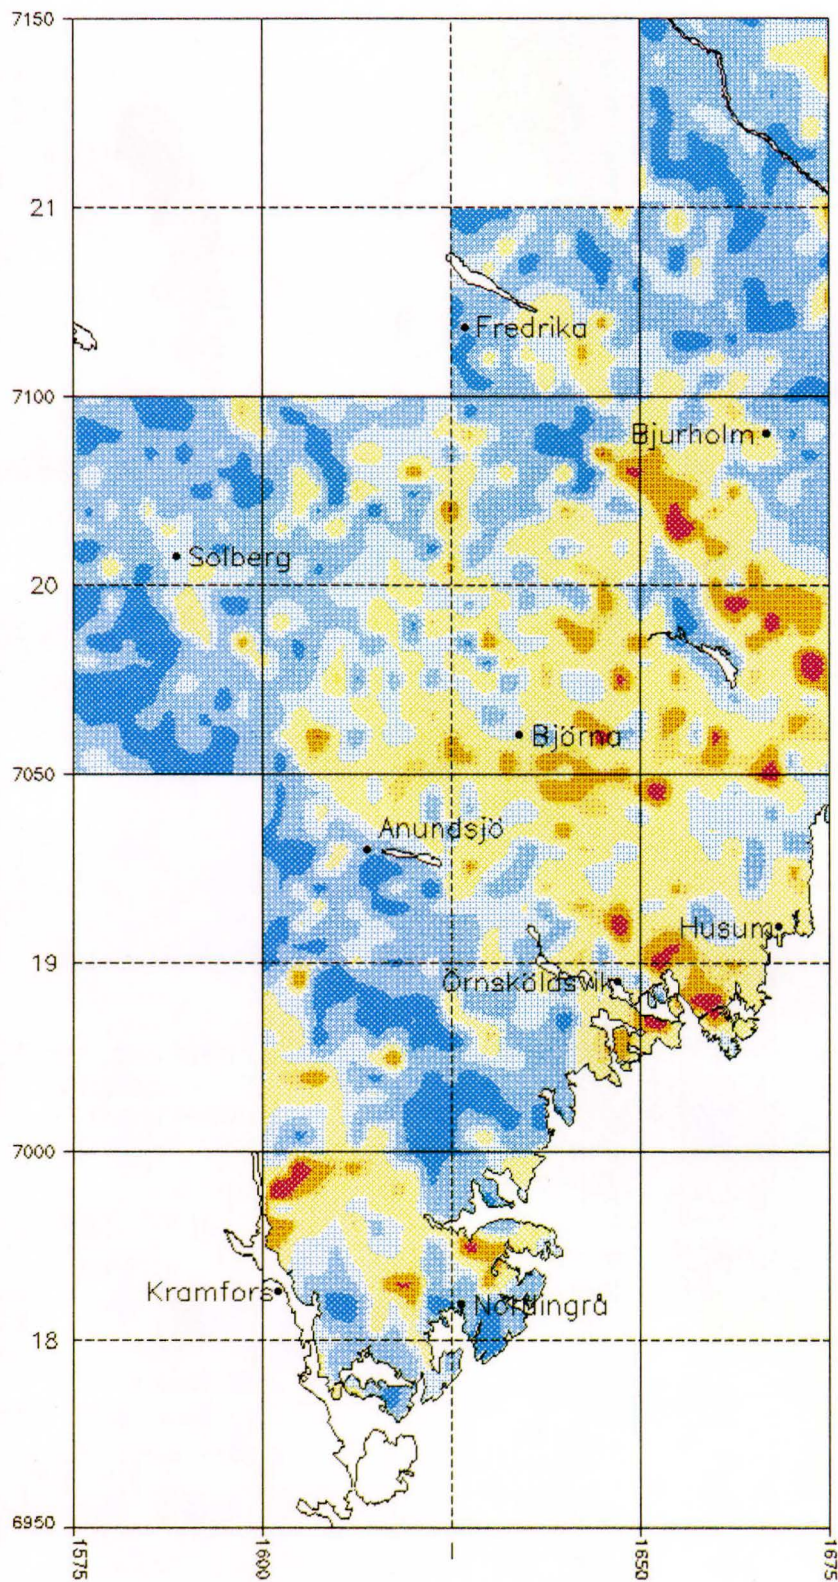 7150
21
Fredrika
7100
Bjurholm
Solberg
20
Björna
7050
Anundsjö
Husum
19
Örnsköldsvik
7000
Kramfors
Nordingrå
18
6950
1575
1600
I
1650
1675